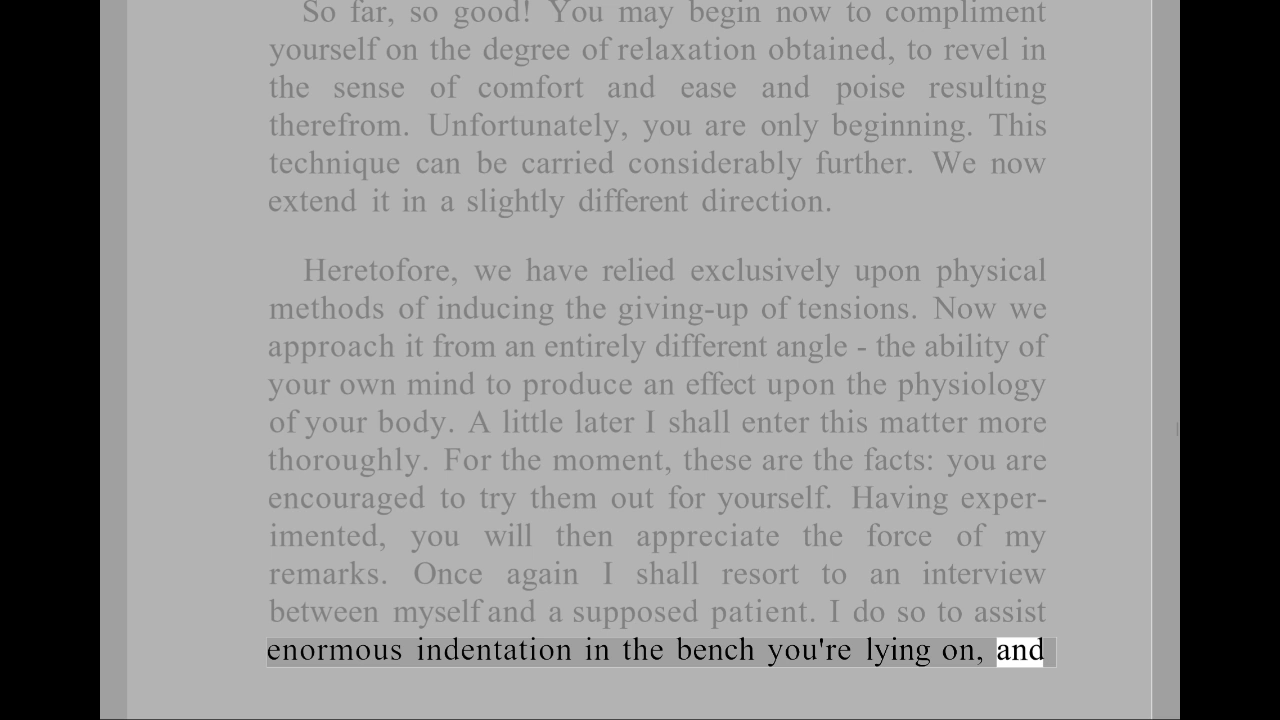 So far, so good! You may begin now to compliment
yourself on the degree of relaxation obtained, to revel in
the sense of comfort and ease and poise resulting
therefrom. Unfortunately, you are only beginning. This
technique can be carried considerably further. We now
extend it in a slightly different direction.
Heretofore, we have relied exclusively upon physical
methods of inducing the giving-up of tensions. Now we
approach it from an entirely different angle - the ability of
your own mind to produce an effect upon the physiology
of your body. A little later I shall enter this matter more
thoroughly. For the moment, these are the facts: you are
encouraged to try them out for yourself. Having exper-
imented, you will then appreciate the force of my
remarks. Once again I shall resort to an interview
between myself and a supposed patient. I do so to assist
enormous indentation in the bench you're lying on, and